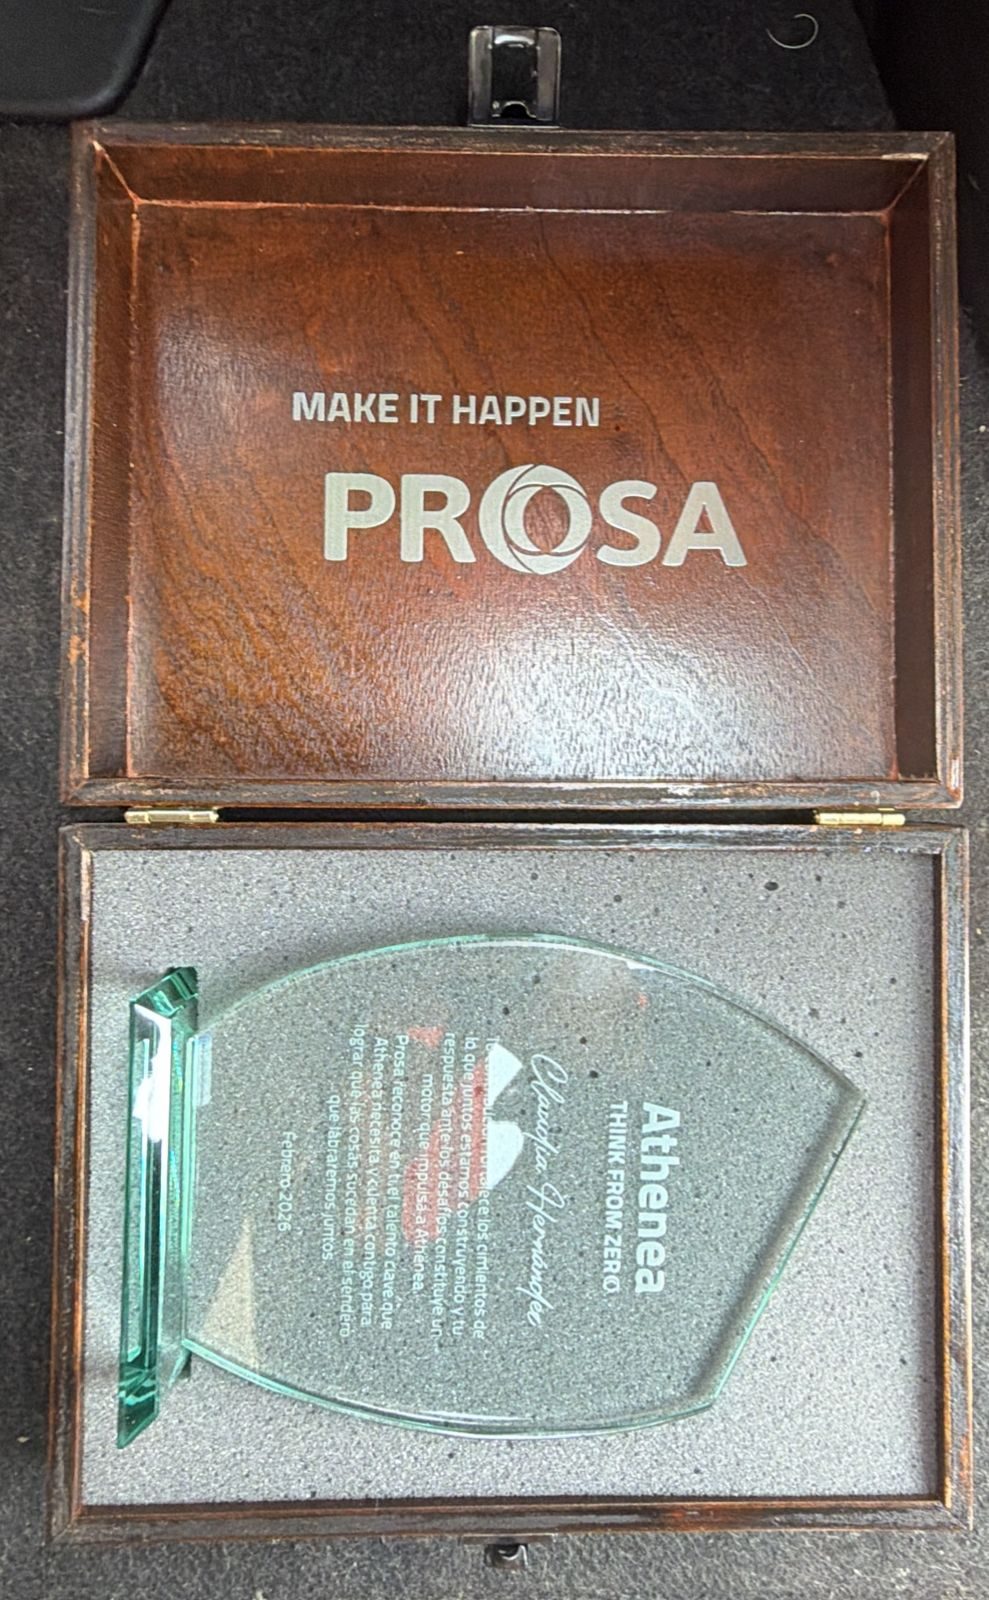 MAKE IT HAPPEN
PROSA
Athenea
THINK FROM ZERO
Claudia Hernández
los cimientos de
lo que juntos estamos construyendo y tu
respuesta ante los desafíos constituye un
motor que impulsa a Athenea.
Prosa reconoce en ti el talento clave que
Athenea necesita y cuenta contigo para
lograr que las cosas sucedan en el sendero
que labraremos juntos
Febrero 2026